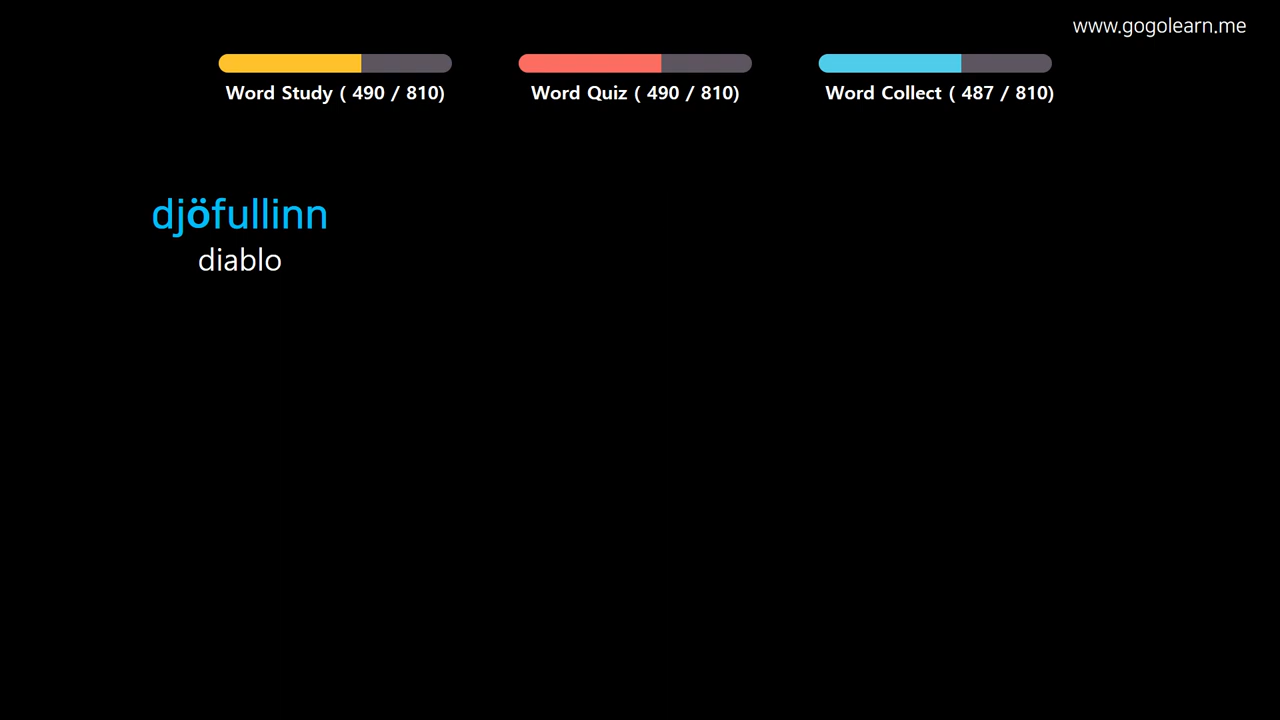 www.gogolearn.me
Word Study ( 490 / 810)
Word Quiz ( 490 / 810)
Word Collect ( 487 / 810)
djöfullinn
diablo